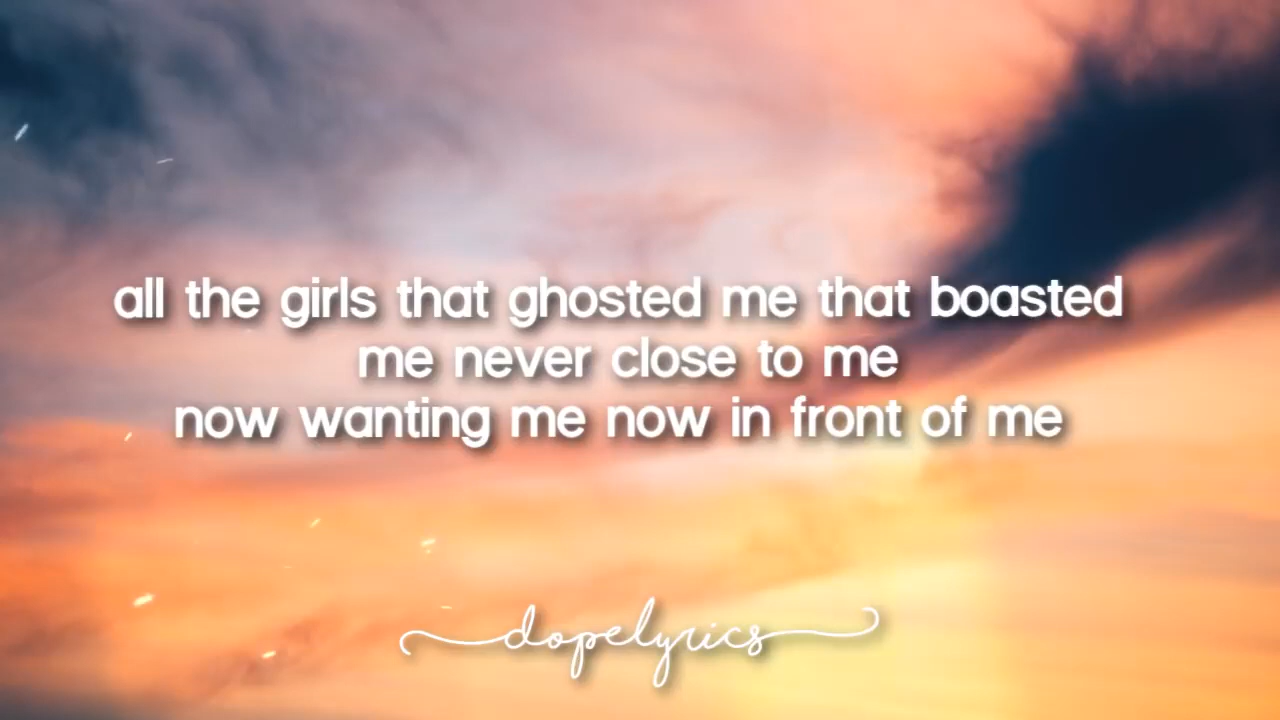 all the girls that ghosted me that boasted
me never close to me
now wanting me now in front of me
dopelyrics